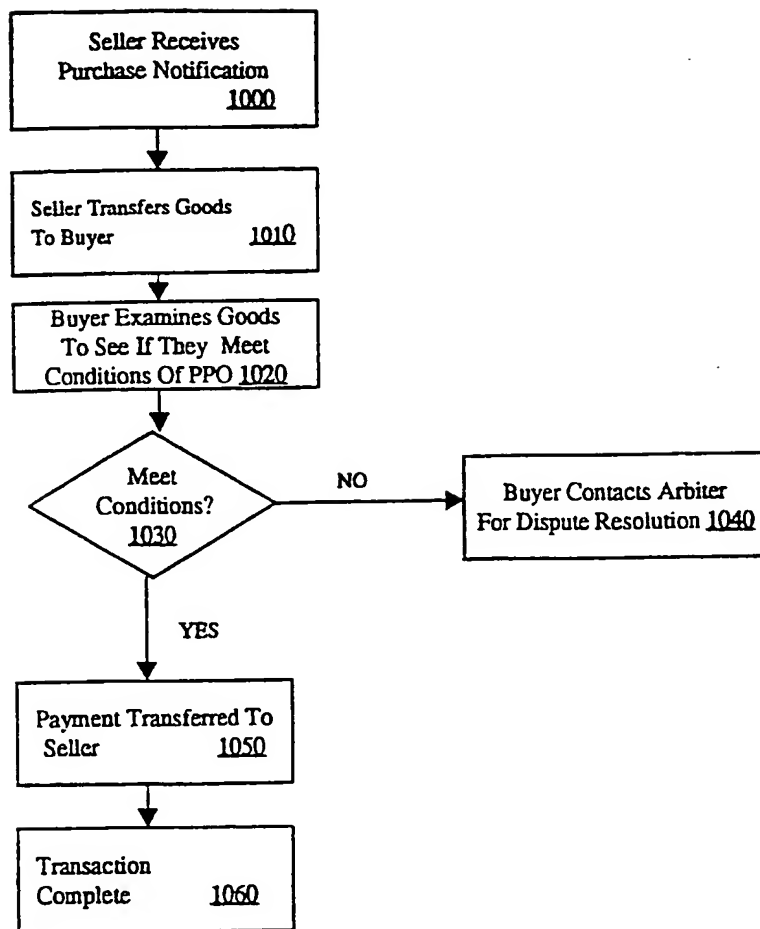 Seller Receives
Purchase Notification
1000
Seller Transfers Goods
To Buyer 1010
Buyer Examines Goods
To See If They Meet
Conditions Of PPO 1020
Meet
Conditions?
1030
NO
Buyer Contacts Arbiter
For Dispute Resolution 1040
YES
Payment Transferred To
Seller 1050
Transaction
Complete 1060